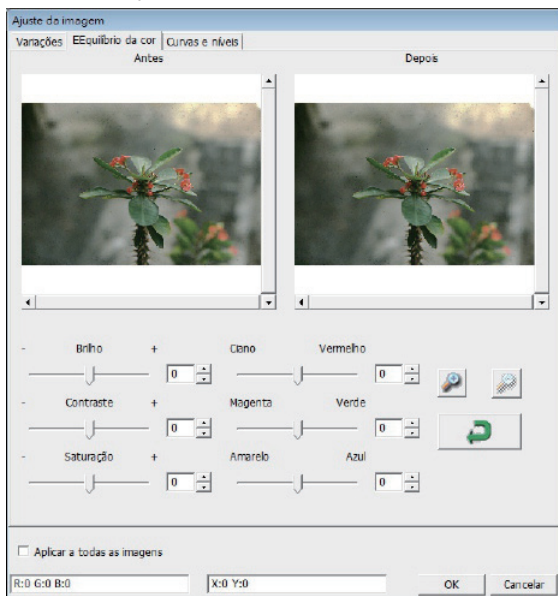 Ajuste da imagem
Variações EEquilíbrio da cor Curvas e níveis
Antes Depois
- Brilho + Ciano Vermelho
0 0
- Contraste + Magenta Verde
0 0
- Saturação + Amarelo Azul
0 0
Aplicar a todas as imagens
R:0 G:0 B:0 X:0 Y:0 OK Cancelar